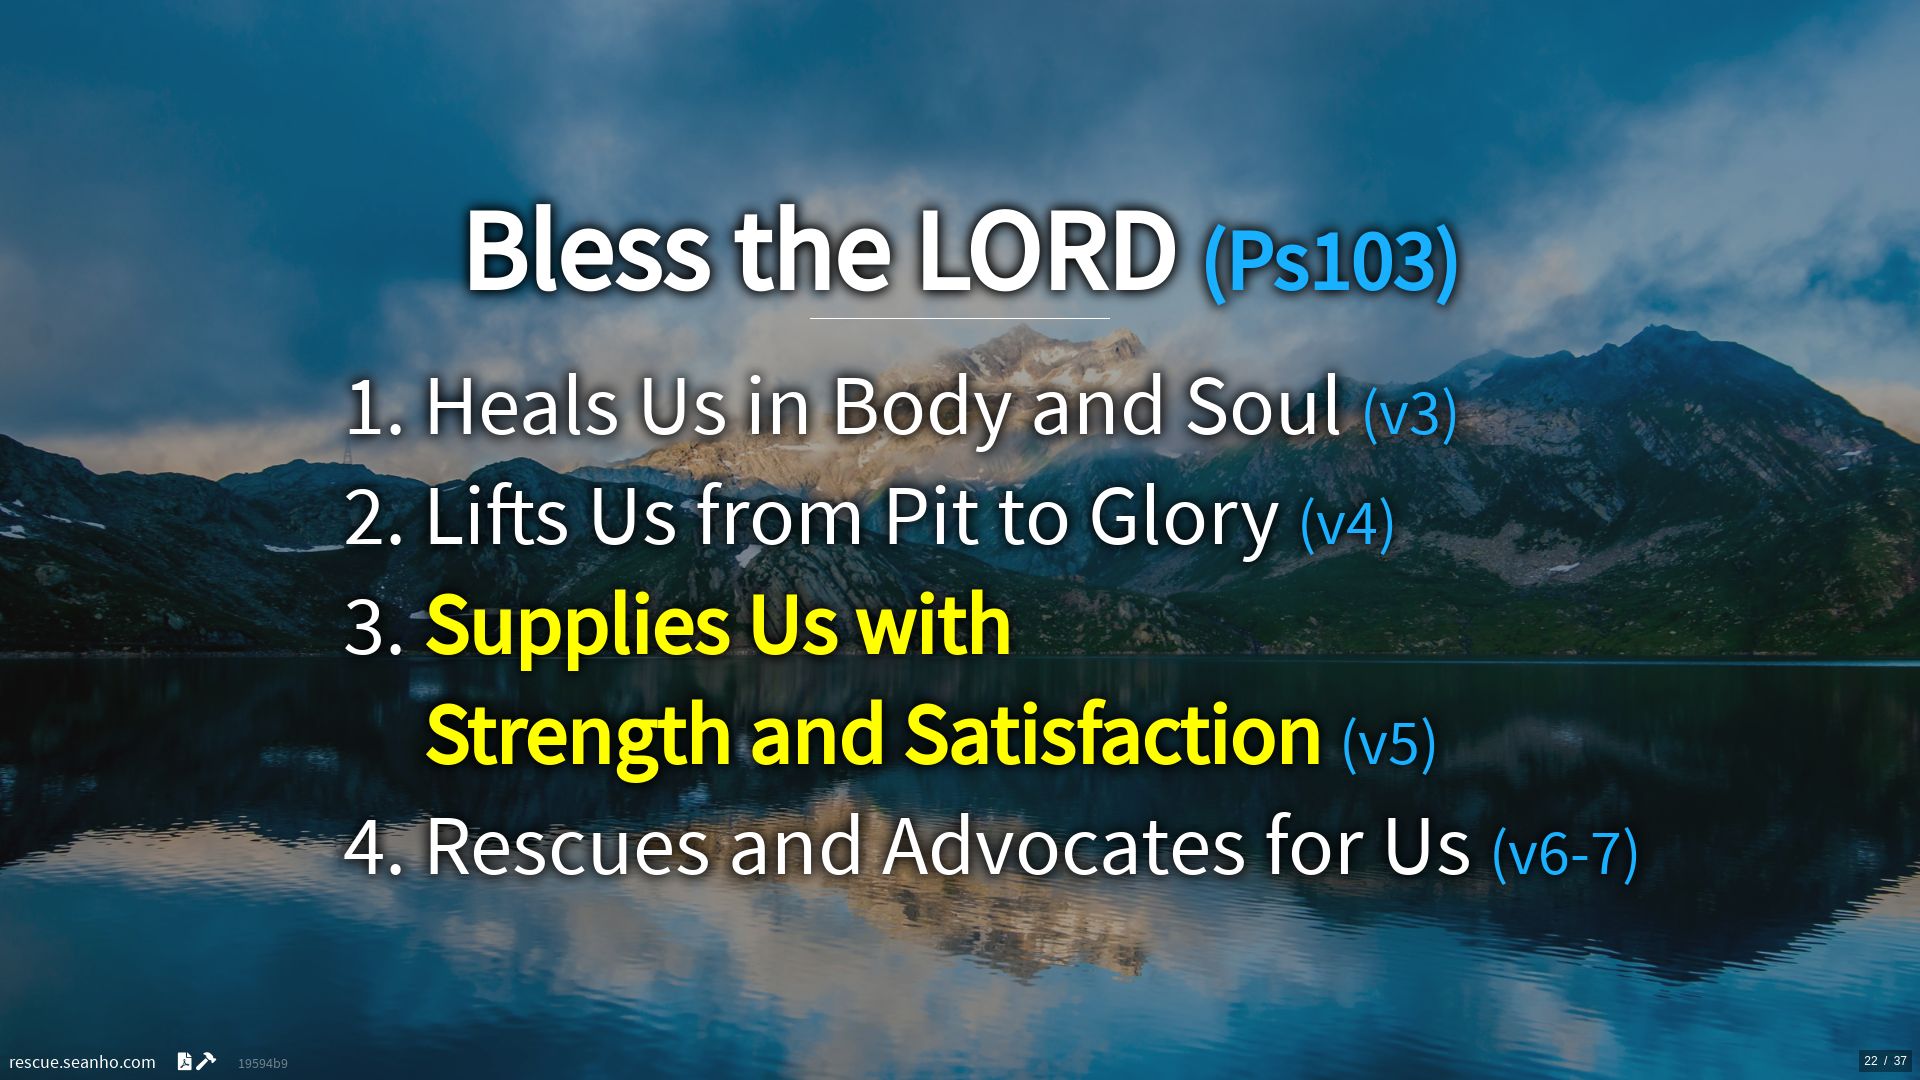 Bless the LORD (Ps103)
1. Heals Us in Body and Soul (v3)
2. Lifts Us from Pit to Glory (v4)
3. Supplies Us with
Strength and Satisfaction (v5)
4. Rescues and Advocates for Us (v6-7)
rescue.seanho.com 19594b9
22 / 37